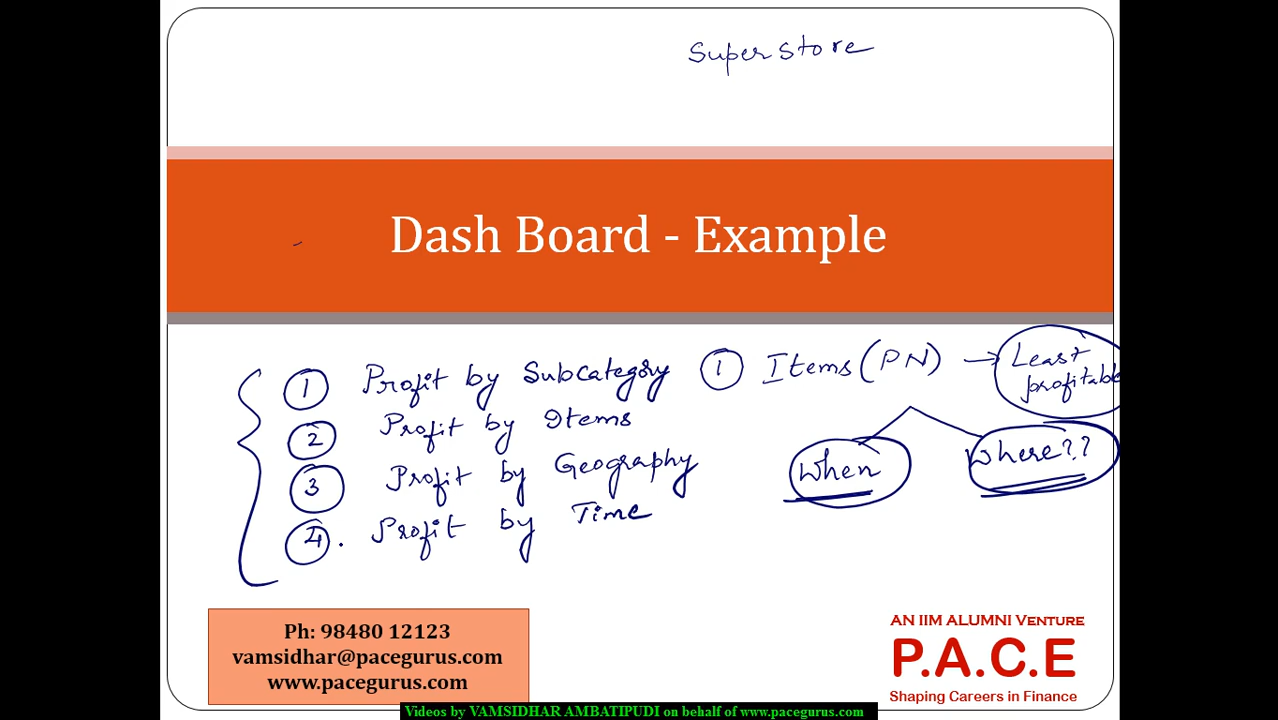 Superstore
Dash Board - Example
1 Profit by Subcategory
2 Profit by Items
3 Profit by Geography
4. Profit by Time
1 Items (PN) → Least profitable
When
Where??
Ph: 98480 12123
vamsidhar@pacegurus.com
www.pacegurus.com
AN IIM ALUMNI VENTURE
P.A.C.E
Shaping Careers in Finance
Videos by VAMSIDHAR AMBATIPUDI on behalf of www.pacegurus.com